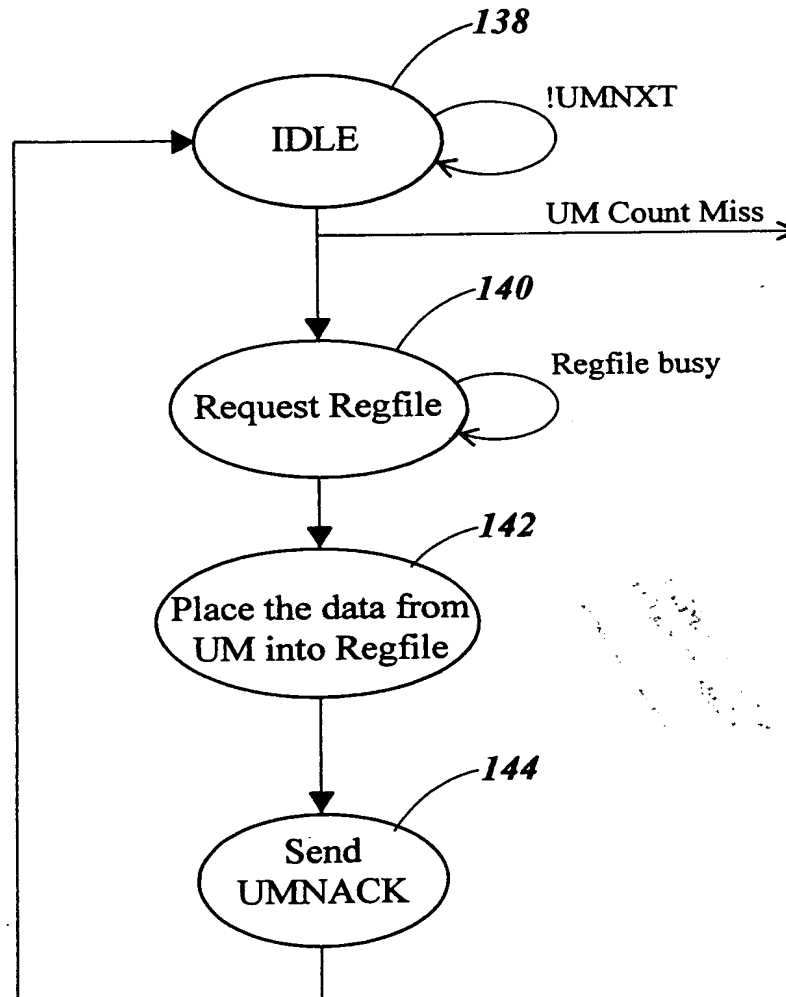 138
!UMNXT
IDLE
UM Count Miss
140
Regfile busy
Request Regfile
142
Place the data from
UM into Regfile
144
Send
UMNACK